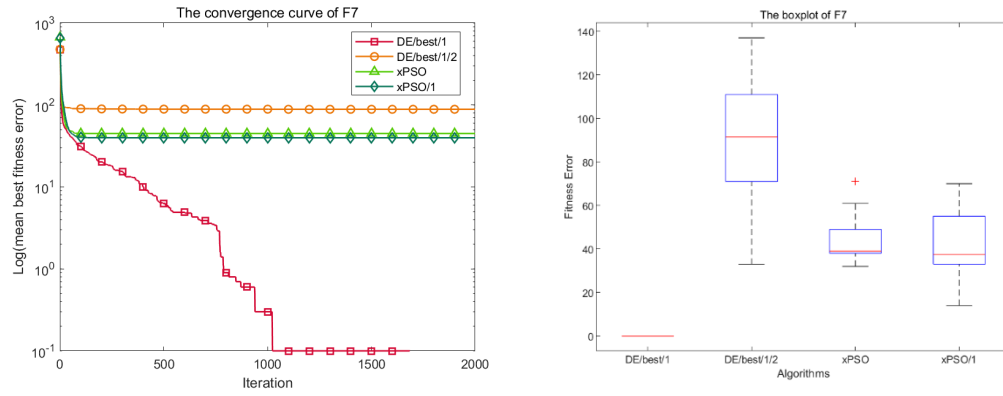 The convergence curve of F7
10^3
10^2
10^1
10^0
10^-1
Log(mean best fitness error)
0
500
1000
1500
2000
Iteration
DE/best/1
DE/best/1/2
xPSO
xPSO/1
The boxplot of F7
140
120
100
80
60
40
20
0
Fitness Error
DE/best/1 DE/best/1/2 xPSO xPSO/1
Algorithms